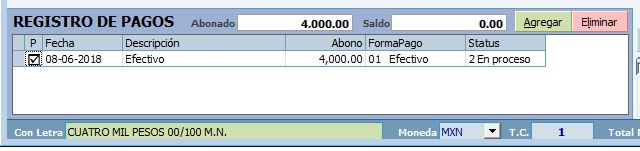 REGISTRO DE PAGOS Abonado 4,000.00 Saldo 0.00 Agregar Eliminar
P Fecha Descripción Abono FormaPago Status
08-06-2018 Efectivo 4,000.00 01 Efectivo 2 En proceso
Con Letra CUATRO MIL PESOS 00/100 M.N. Moneda MXN T.C. 1 Total